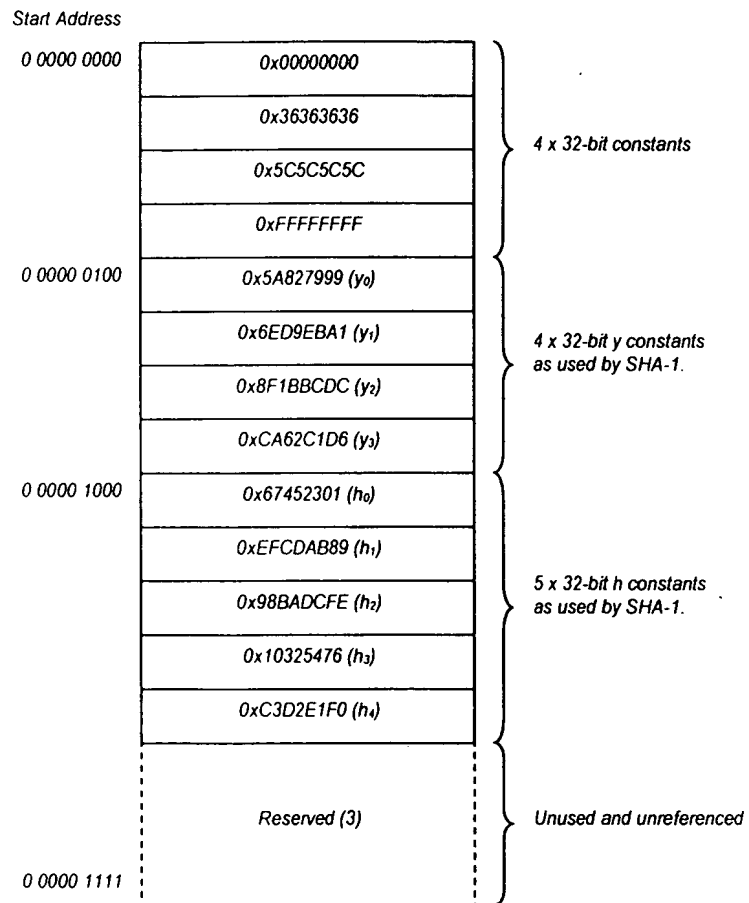 Start Address
0 0000 0000
0x00000000
0x36363636
4 x 32-bit constants
0x5C5C5C5C
0xFFFFFFFF
0 0000 0100
0x5A827999 (y₀)
0x6ED9EBA1 (y₁)
4 x 32-bit y constants
as used by SHA-1.
0x8F1BBCDC (y₂)
0xCA62C1D6 (y₃)
0 0000 1000
0x67452301 (h₀)
0xEFCDAB89 (h₁)
0x98BADCFE (h₂)
5 x 32-bit h constants
as used by SHA-1.
0x10325476 (h₃)
0xC3D2E1F0 (h₄)
Reserved (3)
Unused and unreferenced
0 0000 1111